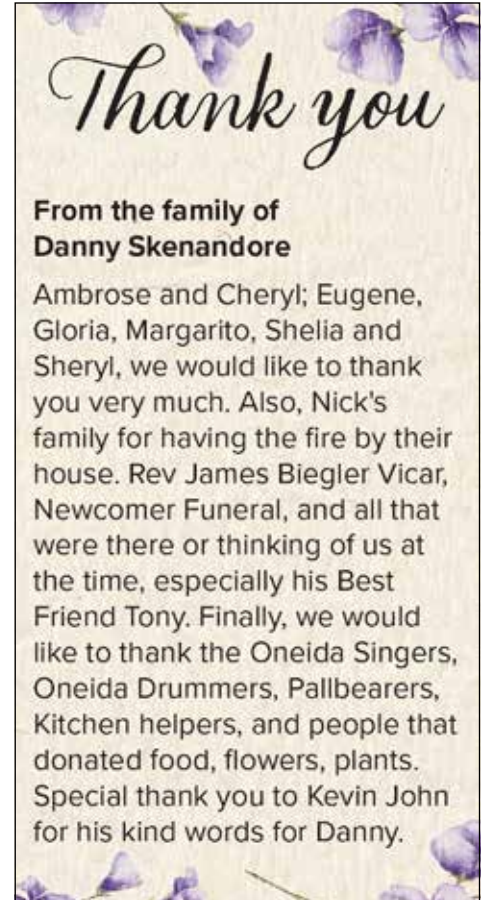 Thank you
From the family of
Danny Skenandore
Ambrose and Cheryl; Eugene,
Gloria, Margarito, Shelia and
Sheryl, we would like to thank
you very much. Also, Nick's
family for having the fire by their
house. Rev James Biegler Vicar,
Newcomer Funeral, and all that
were there or thinking of us at
the time, especially his Best
Friend Tony. Finally, we would
like to thank the Oneida Singers,
Oneida Drummers, Pallbearers,
Kitchen helpers, and people that
donated food, flowers, plants.
Special thank you to Kevin John
for his kind words for Danny.